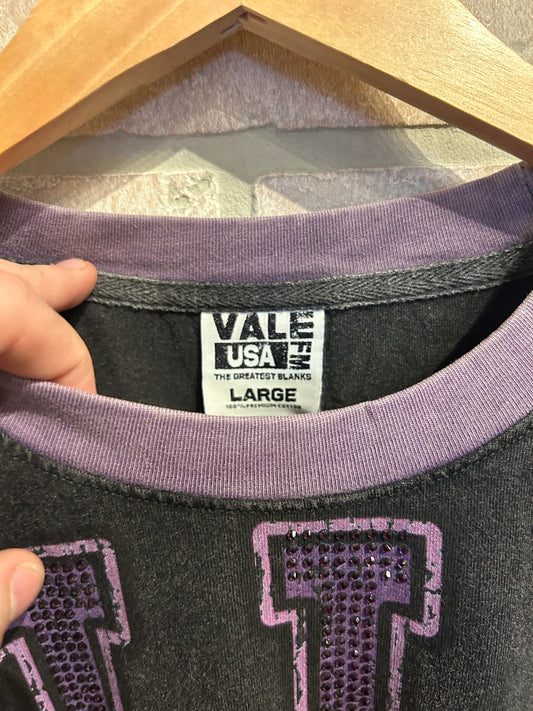 VALE FM
USA
THE GREATEST BLANKS
LARGE
100% PREMIUM COTTON